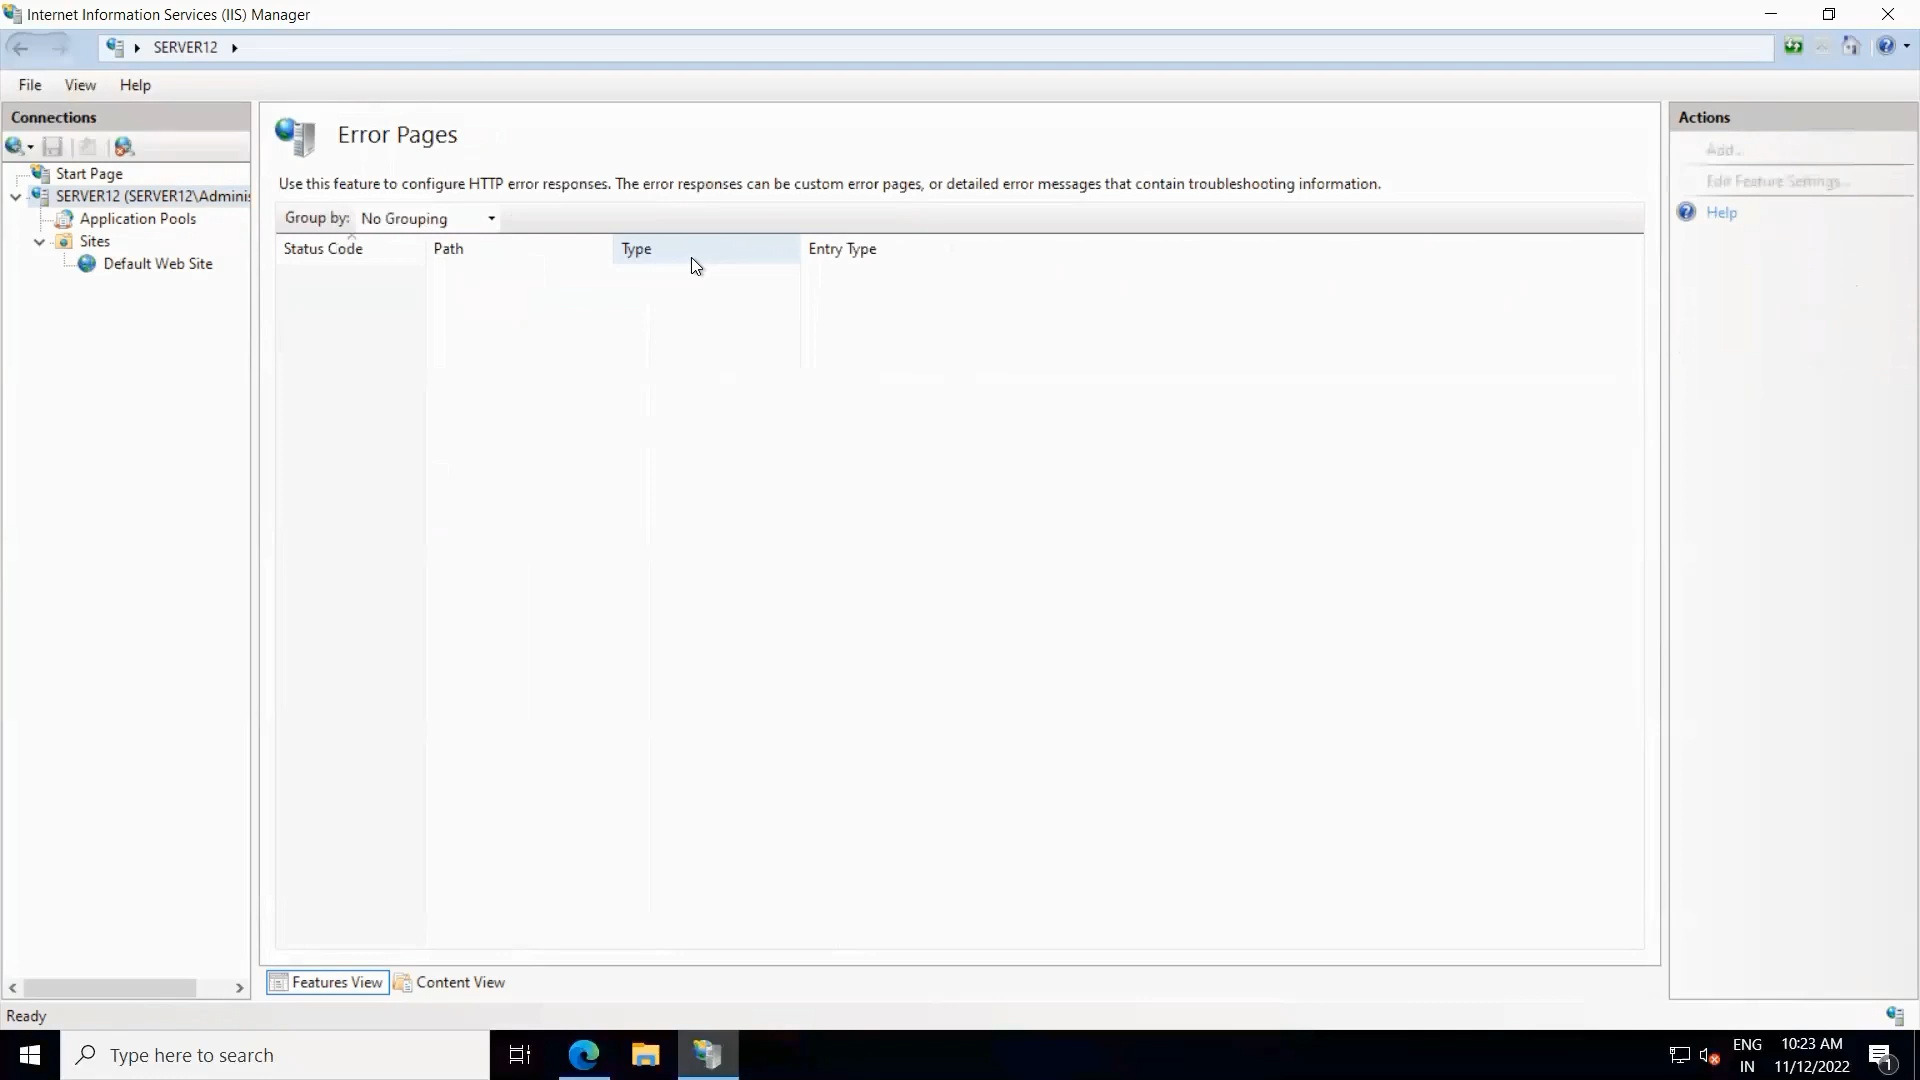 Internet Information Services (IIS) Manager
SERVER12
File View Help
Connections
Start Page
SERVER12 (SERVER12\Adminis
Application Pools
Sites
Default Web Site
Error Pages
Use this feature to configure HTTP error responses. The error responses can be custom error pages, or detailed error messages that contain troubleshooting information.
Group by: No Grouping
Status Code Path Type Entry Type
Features View Content View
Actions
Add...
Edit Feature Settings...
Help
Ready
Type here to search
ENG
IN
10:23 AM
11/12/2022
1